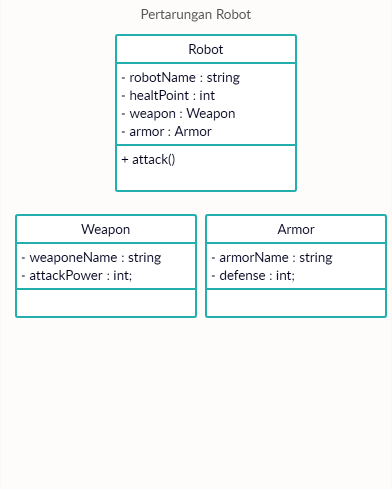 Pertarungan Robot
Robot
- robotName : string
- healtPoint : int
- weapon : Weapon
- armor : Armor
+ attack()
Weapon
- weaponeName : string
- attackPower : int;
Armor
- armorName : string
- defense : int;